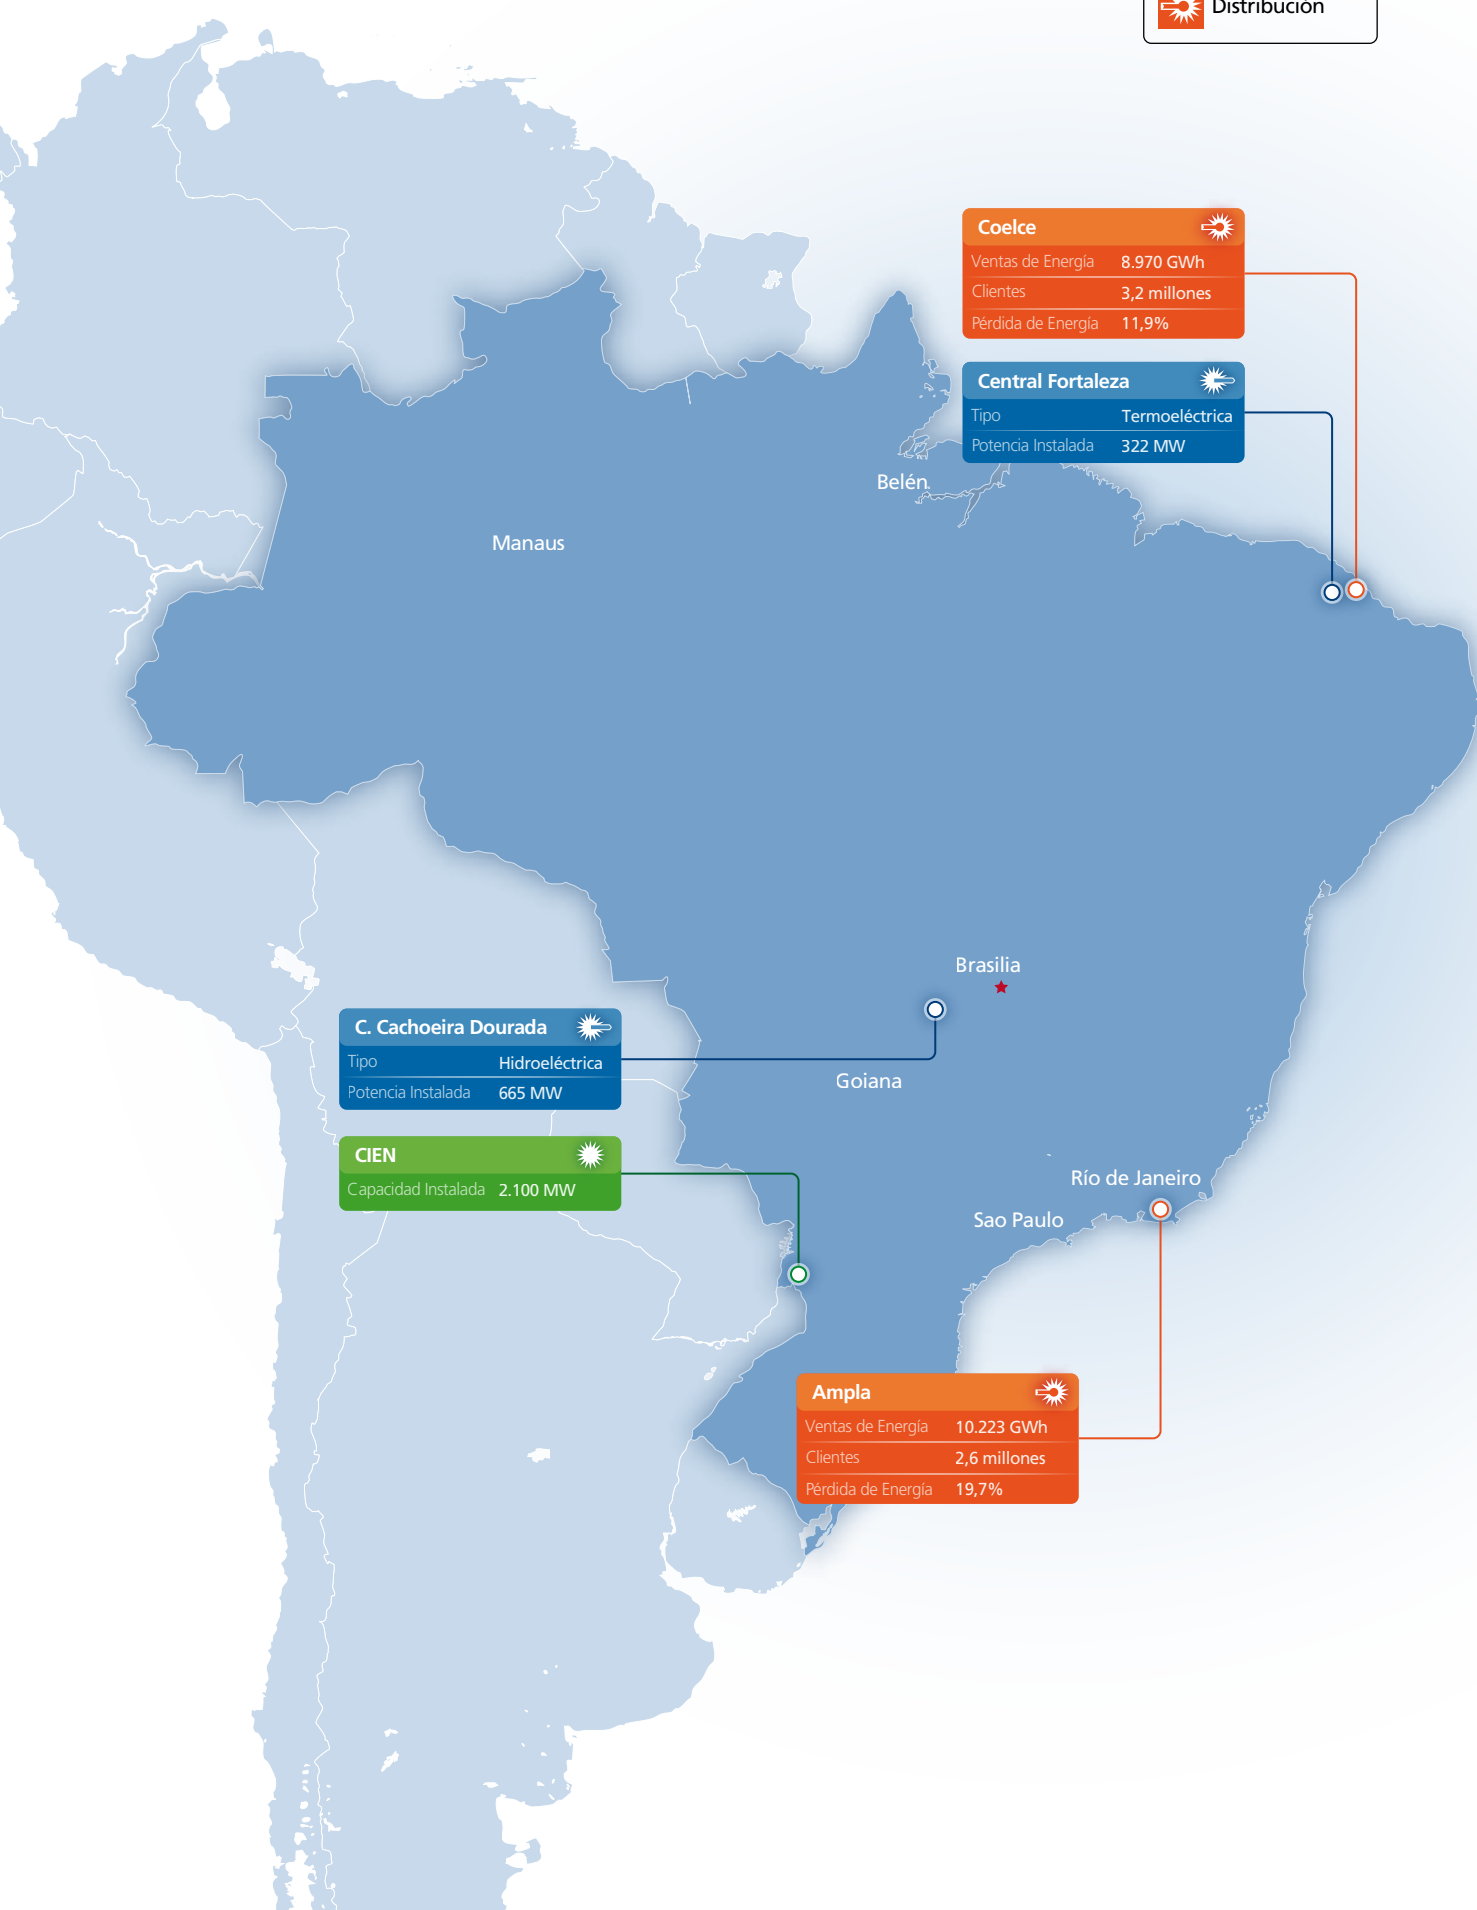 Distribución
Coelce
Ventas de Energía 8.970 GWh
Clientes 3,2 millones
Pérdida de Energía 11,9%
Central Fortaleza
Tipo Termoeléctrica
Potencia Instalada 322 MW
Belén
Manaus
Brasilia
C. Cachoeira Dourada
Tipo Hidroeléctrica
Potencia Instalada 665 MW
Goiana
CIEN
Capacidad Instalada 2.100 MW
Río de Janeiro
Sao Paulo
Ampla
Ventas de Energía 10.223 GWh
Clientes 2,6 millones
Pérdida de Energía 19,7%